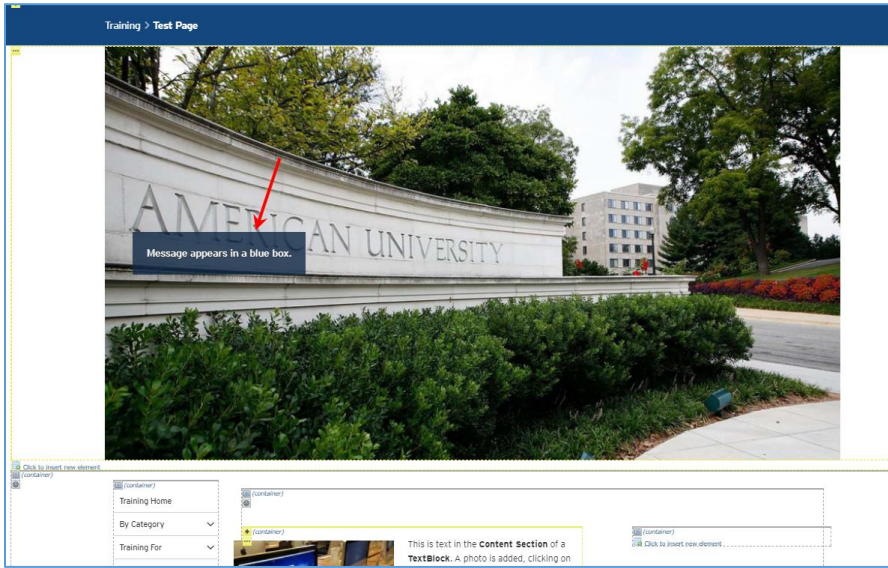 Training > Test Page
AMERICAN UNIVERSITY
Message appears in a blue box.
Click to insert new element
(container)
(container)
Training Home
By Category
Training For
(container)
(container)
This is text in the Content Section of a
TextBlock. A photo is added, clicking on
(container)
Click to insert new element